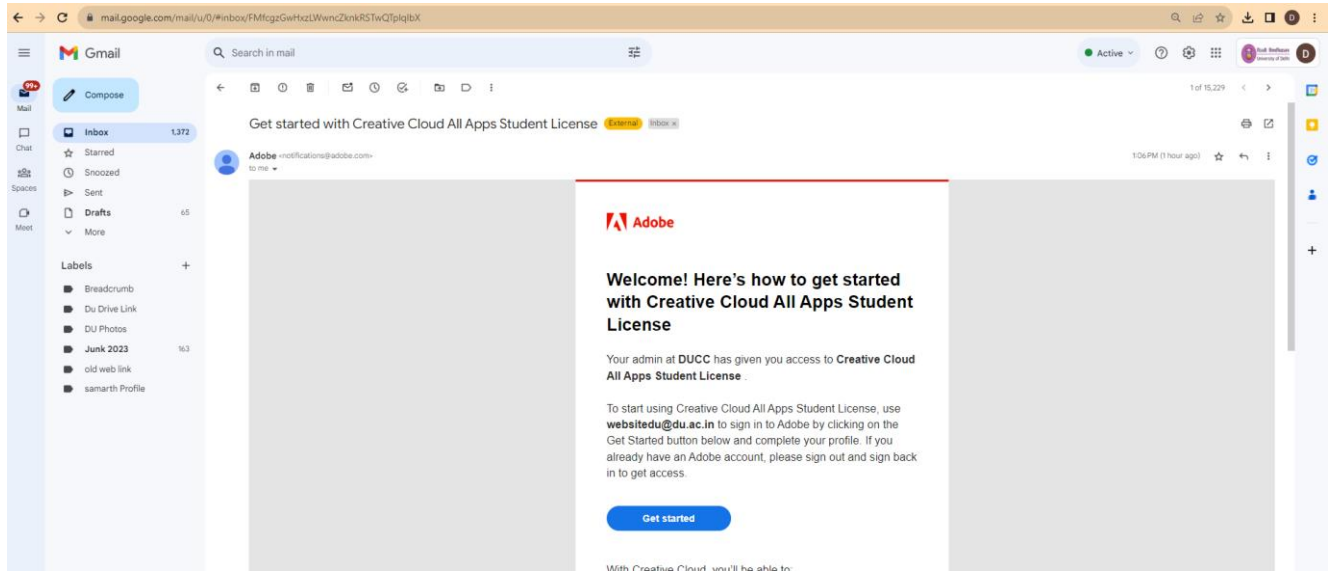 mail.google.com/mail/u/0/#inbox/FMfcgzGwHxzLWwncZknkRSTwQTplqlbX
D
Gmail
Search in mail
Active
D
99+
Mail
Chat
Spaces
Meet
Compose
Inbox 1,372
Starred
Snoozed
Sent
Drafts 65
More
Labels
Breadcrumb
Du Drive Link
DU Photos
Junk 2023 163
old web link
samarth Profile
1 of 15,229
Get started with Creative Cloud All Apps Student License External Inbox x
Adobe <notifications@adobe.com> 1:06 PM (1 hour ago)
to me
Adobe
Welcome! Here's how to get started
with Creative Cloud All Apps Student
License
Your admin at DUCC has given you access to Creative Cloud
All Apps Student License .
To start using Creative Cloud All Apps Student License, use
websitedu@du.ac.in to sign in to Adobe by clicking on the
Get Started button below and complete your profile. If you
already have an Adobe account, please sign out and sign back
in to get access.
Get started
With Creative Cloud, you'll be able to: